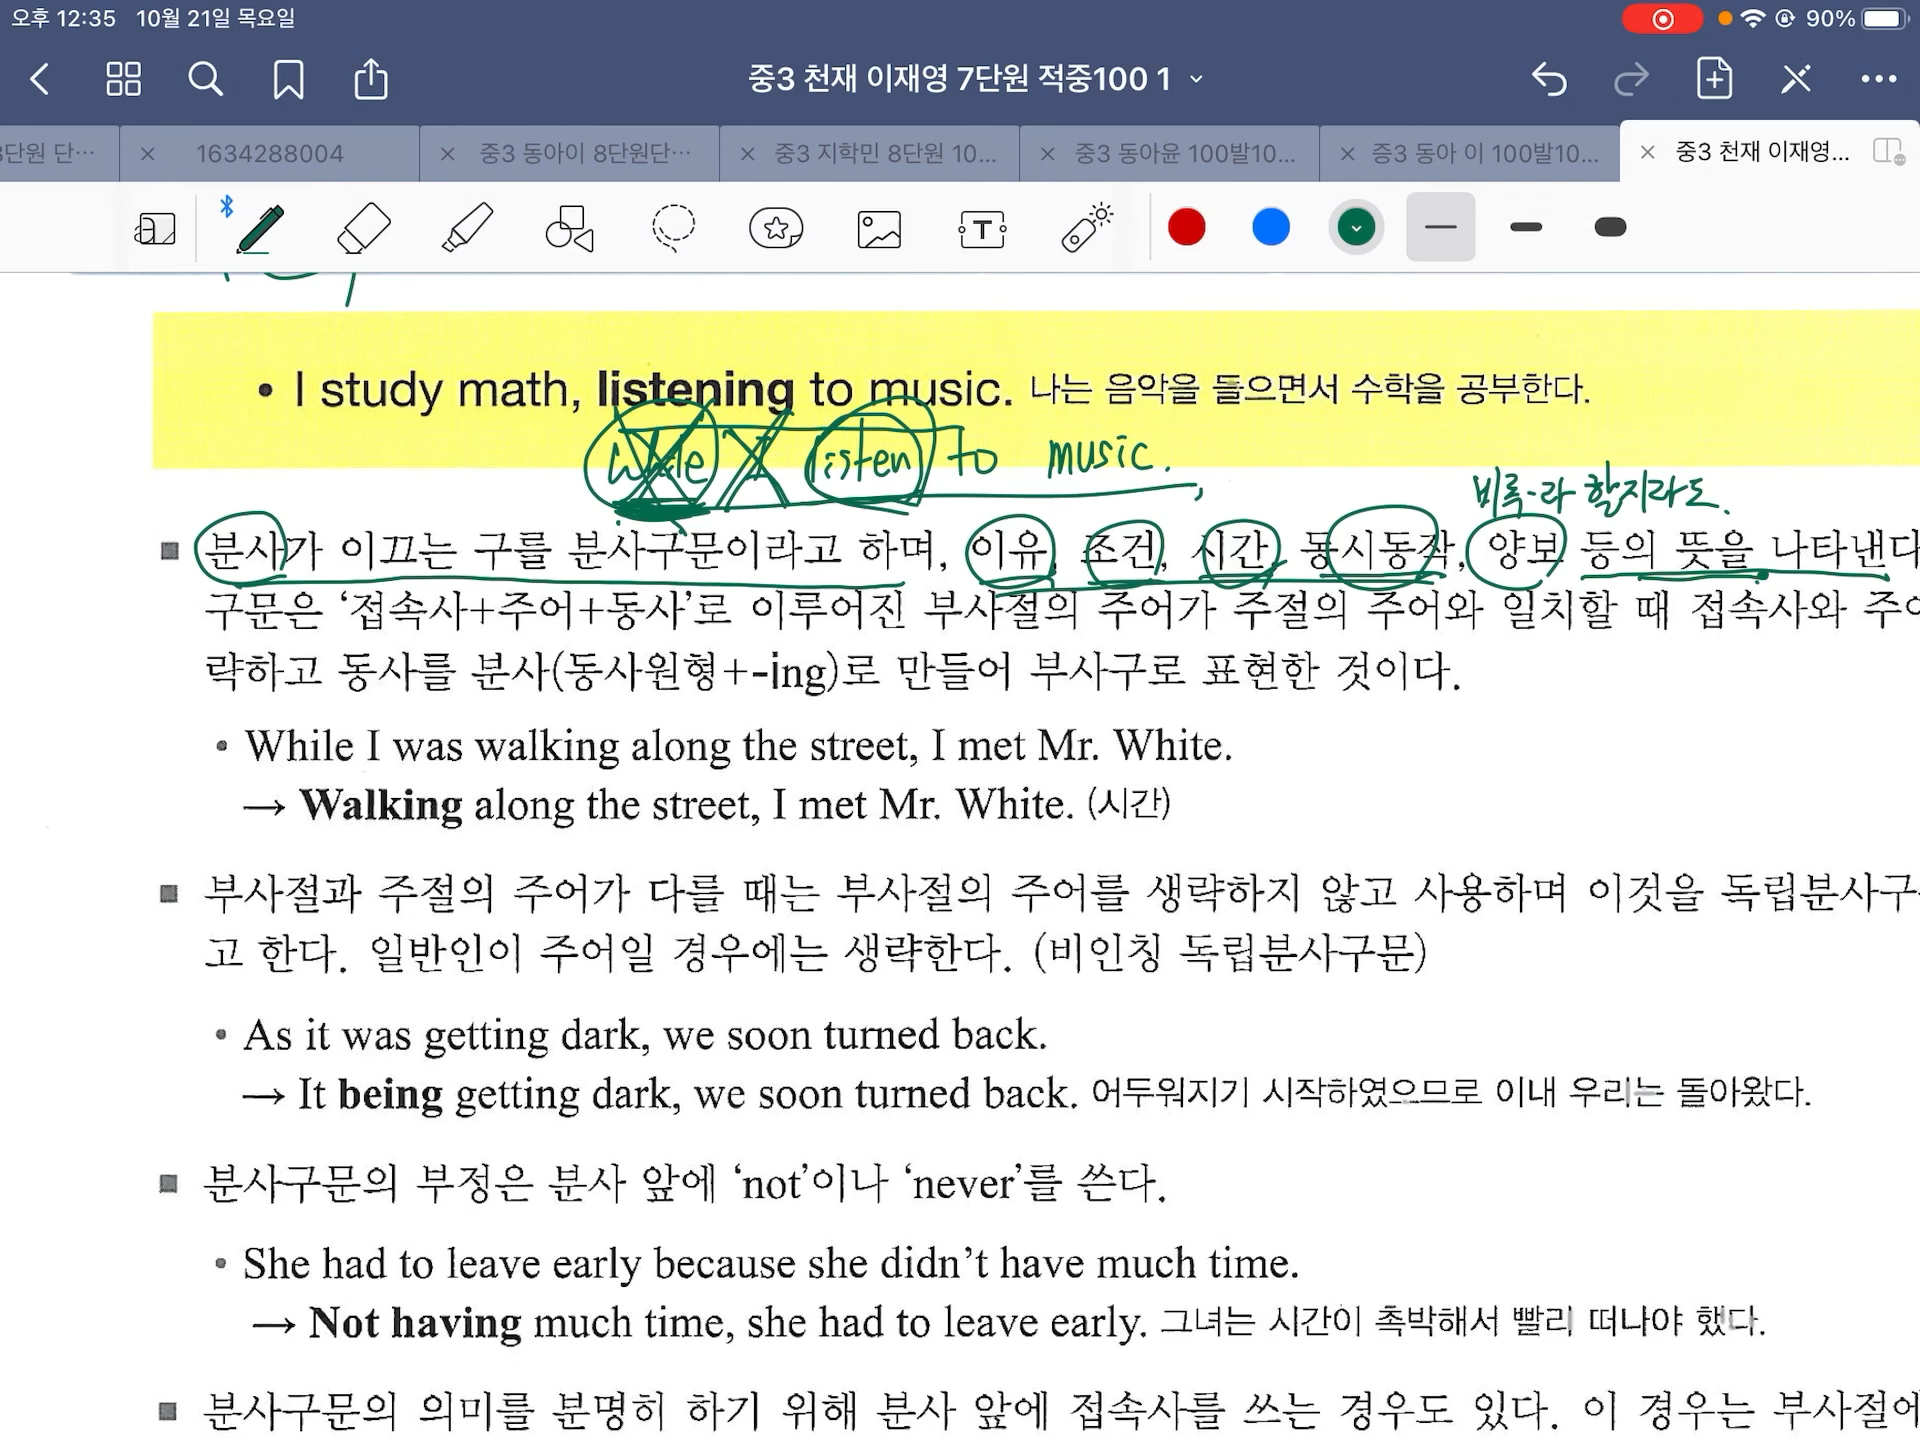 오후 12:35 10월 21일 목요일 90%
중3 천재 이재영 7단원 적중100 1
단원 단… 1634288004 중3 동아이 8단원단… 중3 지학민 8단원 10... 중3 동아윤 100발10... 중3 동아 이 100발10... 중3 천재 이재영...
• I study math, listening to music. 나는 음악을 들으면서 수학을 공부한다.
While I listen to music.
비록-라 할지라도.
분사가 이끄는 구를 분사구문이라고 하며, 이유, 조건, 시간, 동시동작, 양보 등의 뜻을 나타낸다
구문은 ‘접속사+주어+동사’로 이루어진 부사절의 주어가 주절의 주어와 일치할 때 접속사와 주어
략하고 동사를 분사(동사원형+-ing)로 만들어 부사구로 표현한 것이다.
• While I was walking along the street, I met Mr. White.
→ Walking along the street, I met Mr. White. (시간)
부사절과 주절의 주어가 다를 때는 부사절의 주어를 생략하지 않고 사용하며 이것을 독립분사구
고 한다. 일반인이 주어일 경우에는 생략한다. (비인칭 독립분사구문)
• As it was getting dark, we soon turned back.
→ It being getting dark, we soon turned back. 어두워지기 시작하였으므로 이내 우리는 돌아왔다.
분사구문의 부정은 분사 앞에 ‘not’이나 ‘never’를 쓴다.
• She had to leave early because she didn’t have much time.
→ Not having much time, she had to leave early. 그녀는 시간이 촉박해서 빨리 떠나야 했다.
분사구문의 의미를 분명히 하기 위해 분사 앞에 접속사를 쓰는 경우도 있다. 이 경우는 부사절에